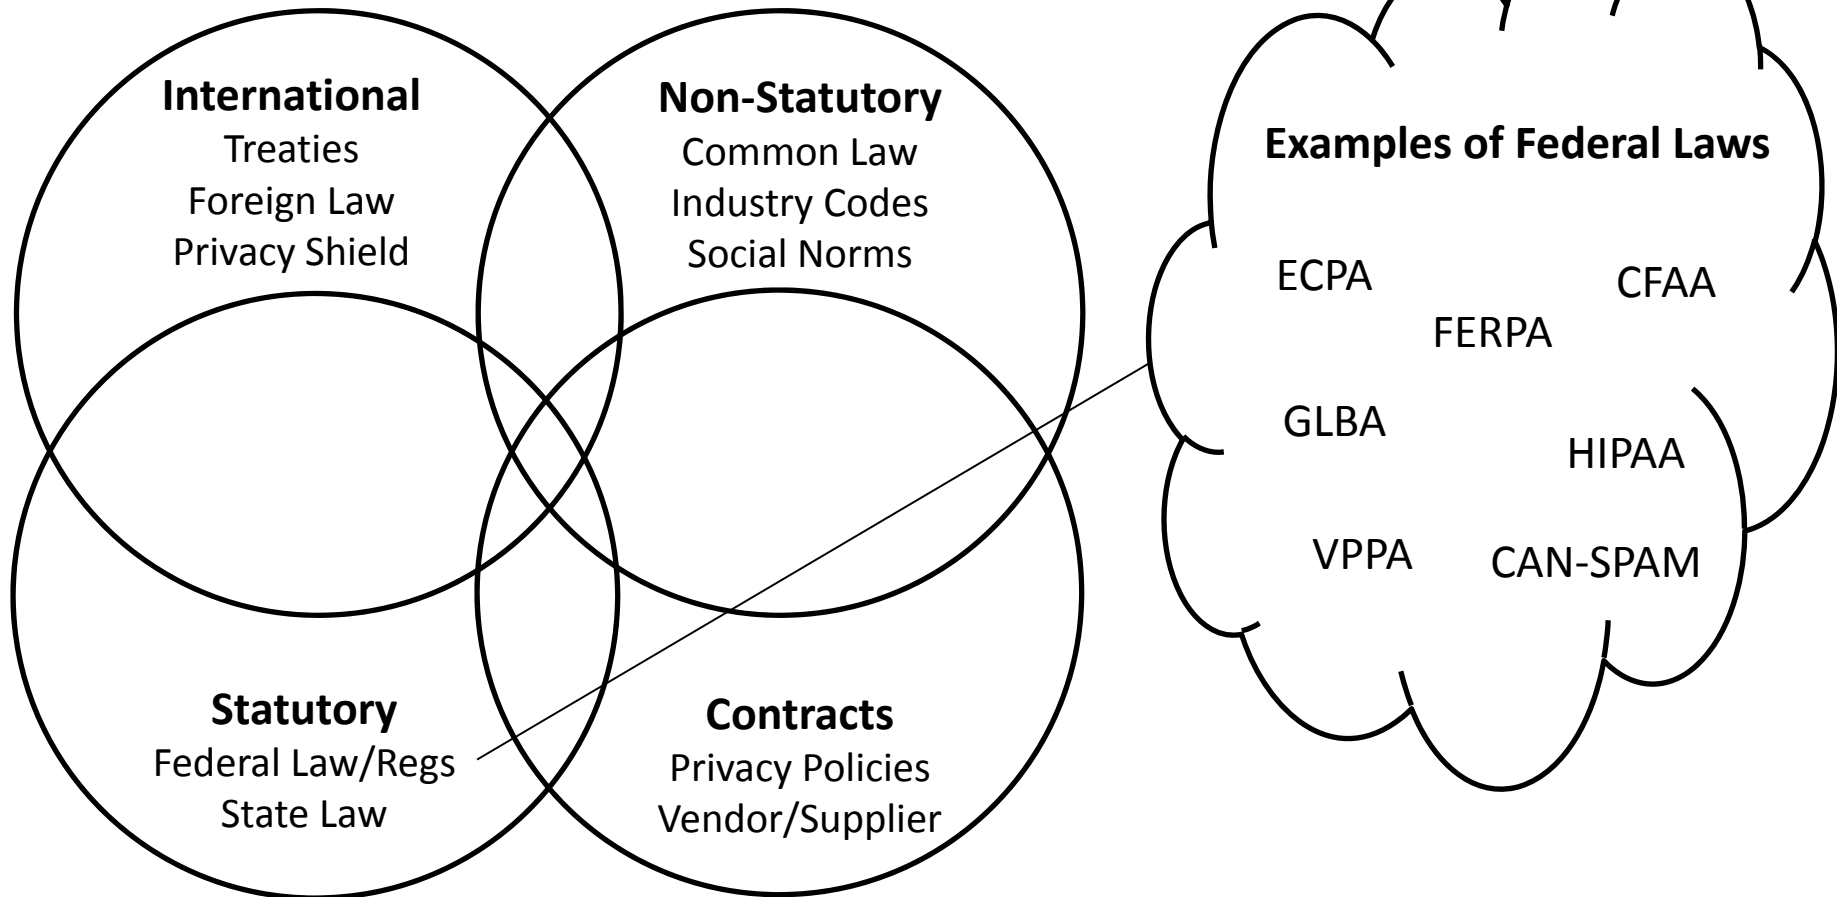 International
Treaties
Foreign Law
Privacy Shield
Non-Statutory
Common Law
Industry Codes
Social Norms
Statutory
Federal Law/Regs
State Law
Contracts
Privacy Policies
Vendor/Supplier
Examples of Federal Laws
ECPA
CFAA
FERPA
GLBA
HIPAA
VPPA
CAN-SPAM